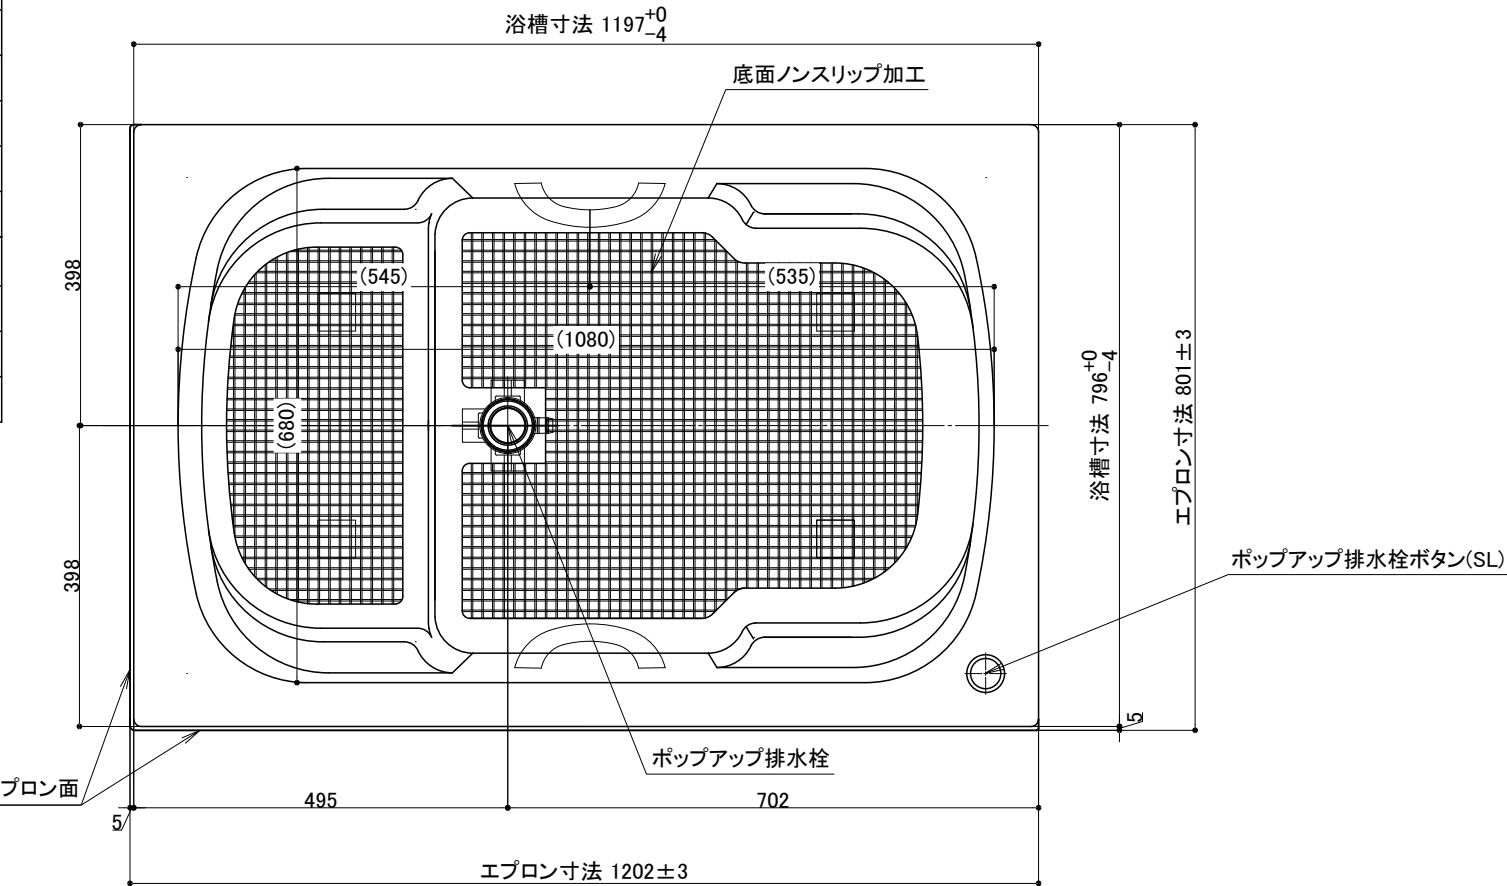 浴槽寸法 1197+0-4
底面ノンスリップ加工
398
(545)
(535)
(1080)
(680)
浴槽寸法 796+0-4
エプロン寸法 801±3
398
ポップアップ排水栓ボタン(SL)
5
ポップアップ排水栓
プロン面
495
702
5
エプロン寸法 1202±3